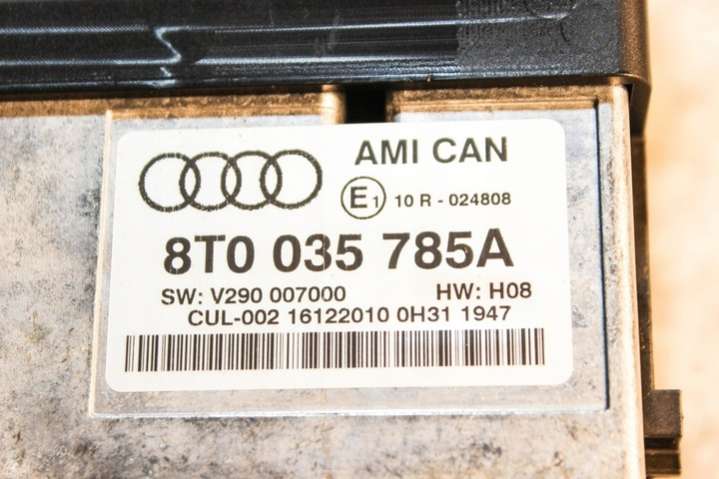 AMI CAN
E1 10 R - 024808
8T0 035 785A
SW: V290 007000 HW: H08
CUL-002 16122010 0H31 1947